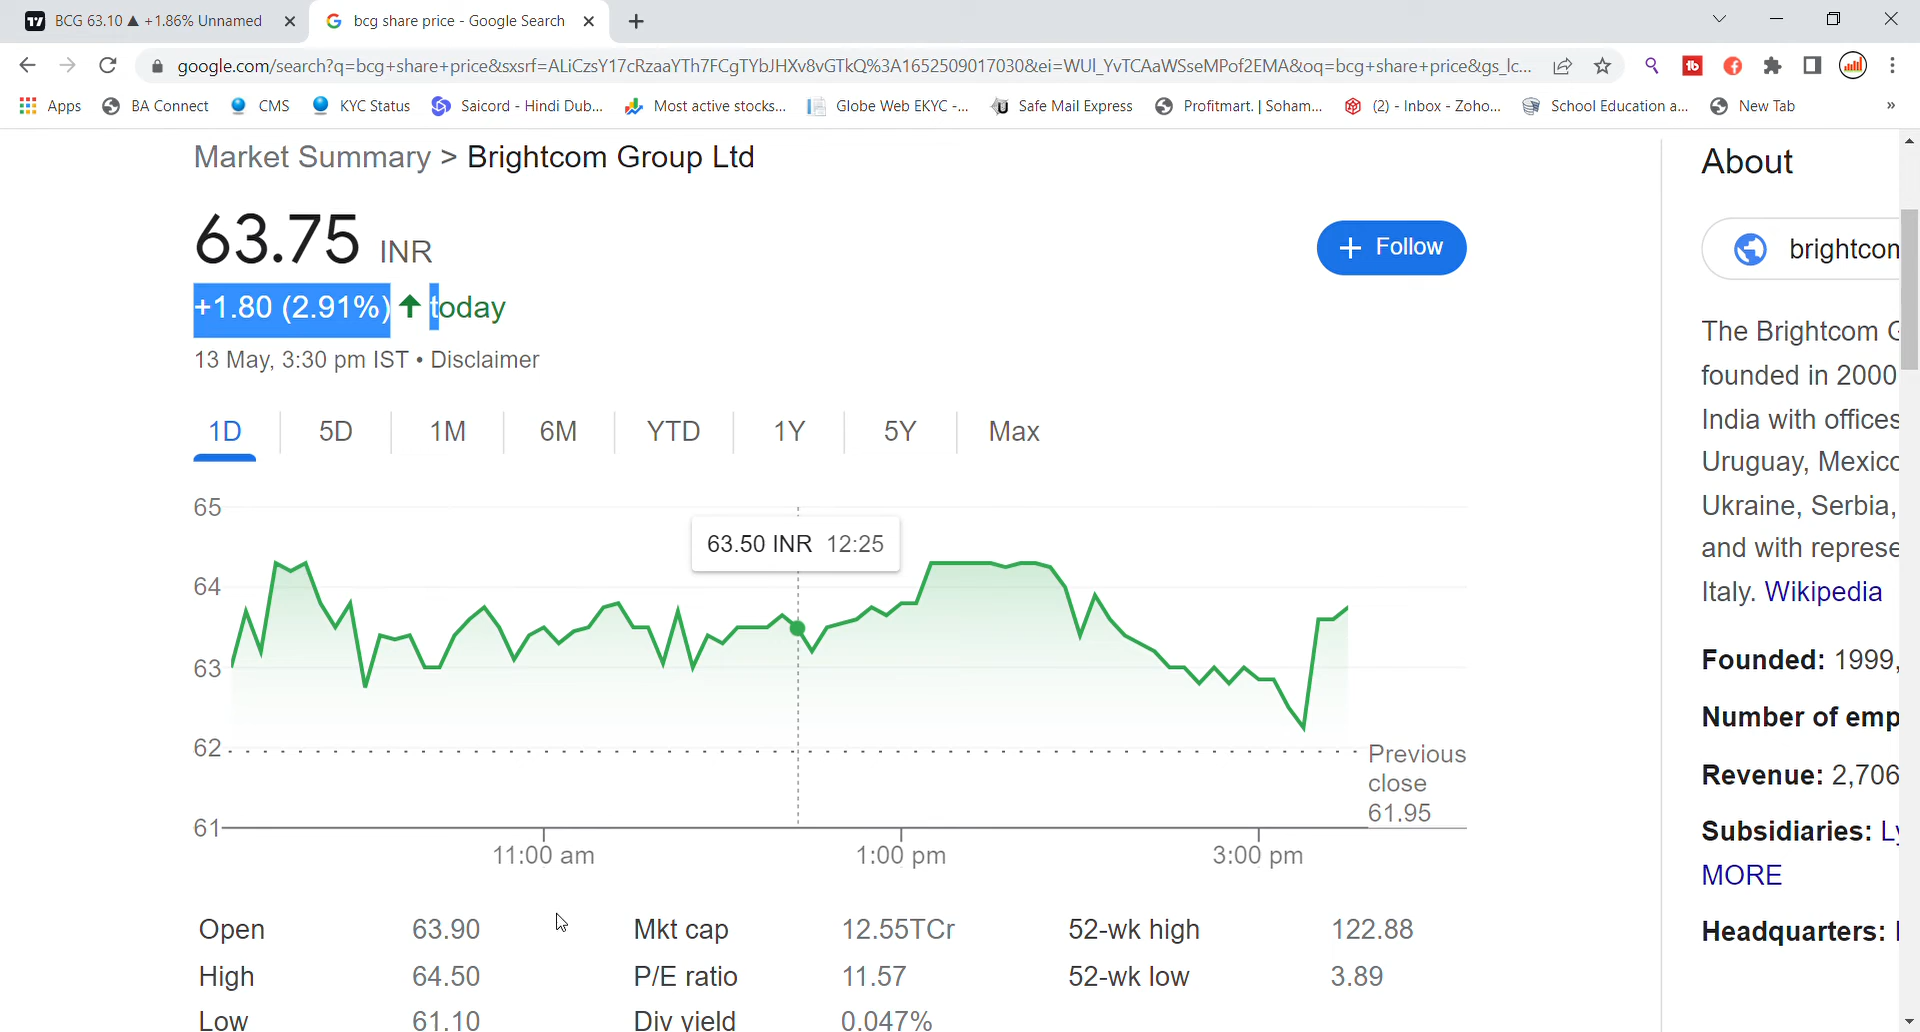 BCG 63.10 ▲ +1.86% Unnamed
bcg share price - Google Search
google.com/search?q=bcg+share+price&sxsrf=ALiCzsY17cRzaaYTh7FCgTYbJHXv8vGTkQ%3A1652509017030&ei=WUl_YvTCAaWSseMPof2EMA&oq=bcg+share+price&gs_lc...
Apps BA Connect CMS KYC Status Saicord - Hindi Dub... Most active stocks... Globe Web EKYC -... Safe Mail Express Profitmart. | Soham... (2) - Inbox - Zoho... School Education a... New Tab »
Market Summary > Brightcom Group Ltd
63.75 INR
+ Follow
+1.80 (2.91%) ↑ today
13 May, 3:30 pm IST • Disclaimer
1D 5D 1M 6M YTD 1Y 5Y Max
63.50 INR 12:25
65
64
63
62
61
Previous
close
61.95
11:00 am 1:00 pm 3:00 pm
Open 63.90 Mkt cap 12.55TCr 52-wk high 122.88
High 64.50 P/E ratio 11.57 52-wk low 3.89
Low 61.10 Div yield 0.047%
About
brightcom
The Brightcom G
founded in 2000
India with offices
Uruguay, Mexico
Ukraine, Serbia,
and with represe
Italy. Wikipedia
Founded: 1999,
Number of emp
Revenue: 2,706
Subsidiaries: Ly
MORE
Headquarters: